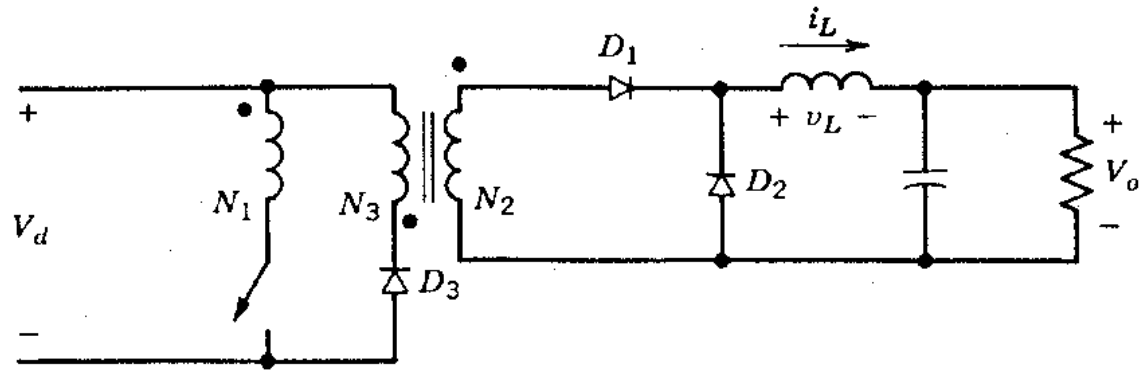 i_L
D_1
+
+ v_L −
+
N_1
N_3
N_2
D_2
V_o
V_d
−
D_3
−